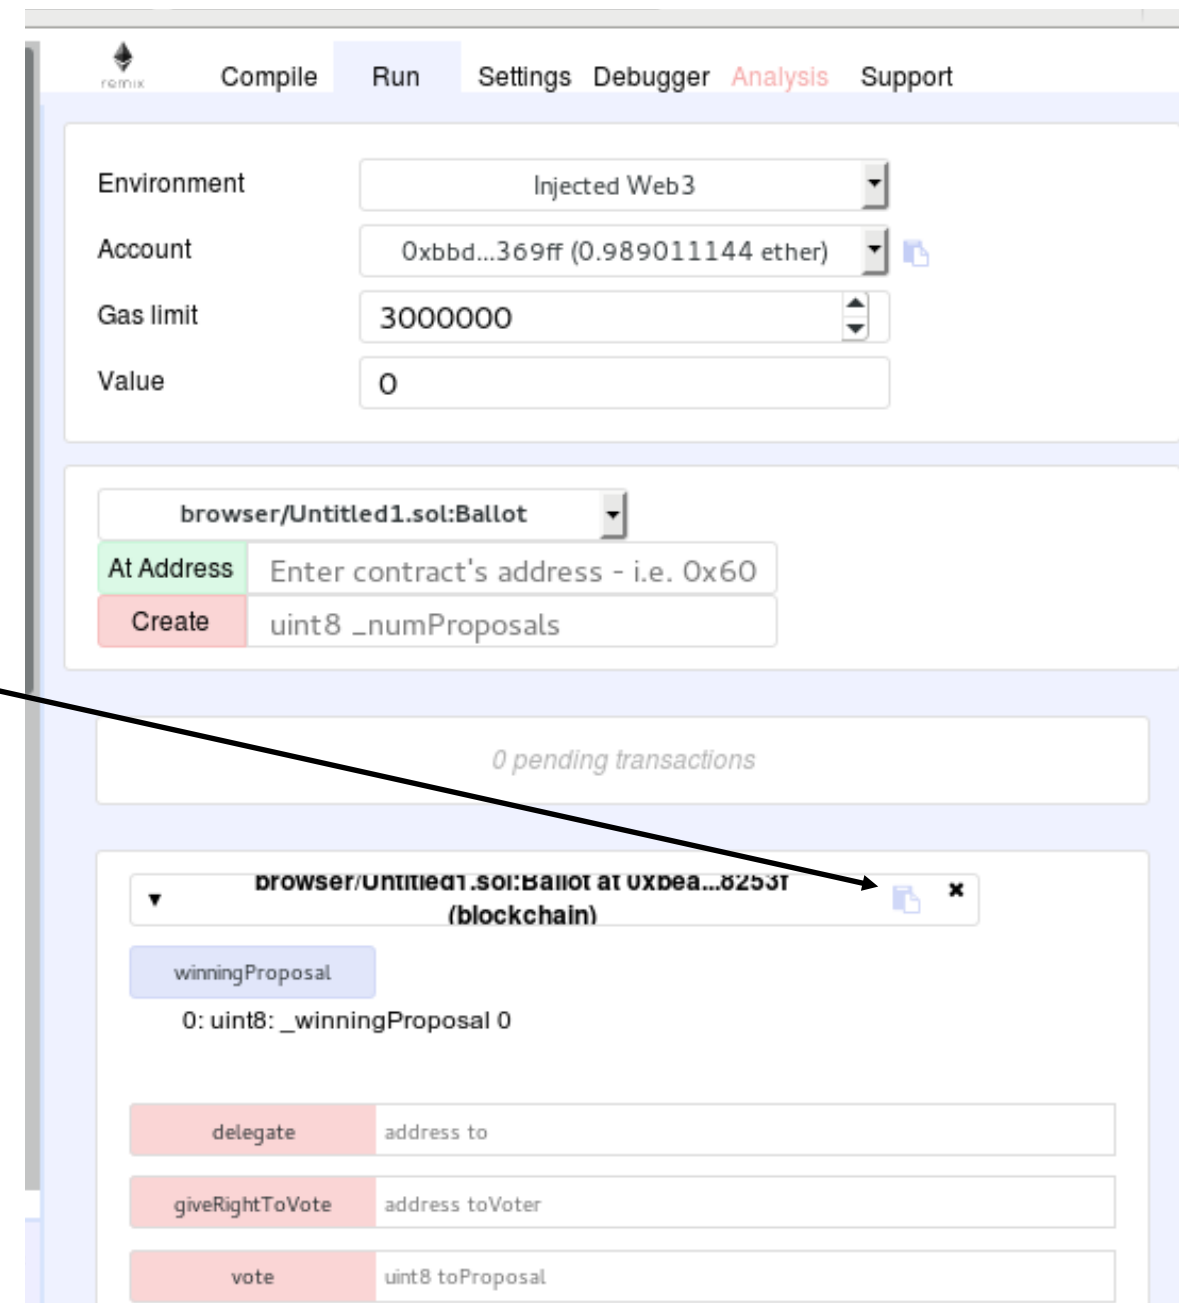 remix
Compile Run Settings Debugger Analysis Support
Environment Injected Web3
Account 0xbbd...369ff (0.989011144 ether)
Gas limit 3000000
Value 0
browser/Untitled1.sol:Ballot
At Address Enter contract's address - i.e. 0x60
Create uint8 _numProposals
0 pending transactions
browser/Untitled1.sol:Ballot at 0xbea...8253f
(blockchain)
winningProposal
0: uint8: _winningProposal 0
delegate address to
giveRightToVote address toVoter
vote uint8 toProposal